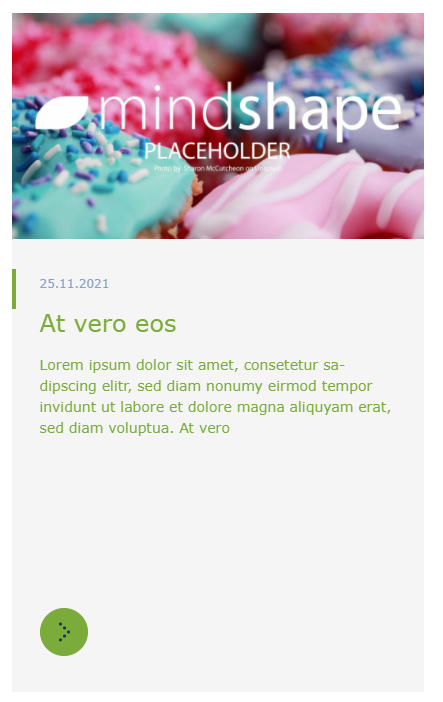 mindshape
PLACEHOLDER
Photo by Sharon McCutcheon on Unsplash
25.11.2021
At vero eos
Lorem ipsum dolor sit amet, consetetur sa-
dipscing elitr, sed diam nonumy eirmod tempor
invidunt ut labore et dolore magna aliquyam erat,
sed diam voluptua. At vero